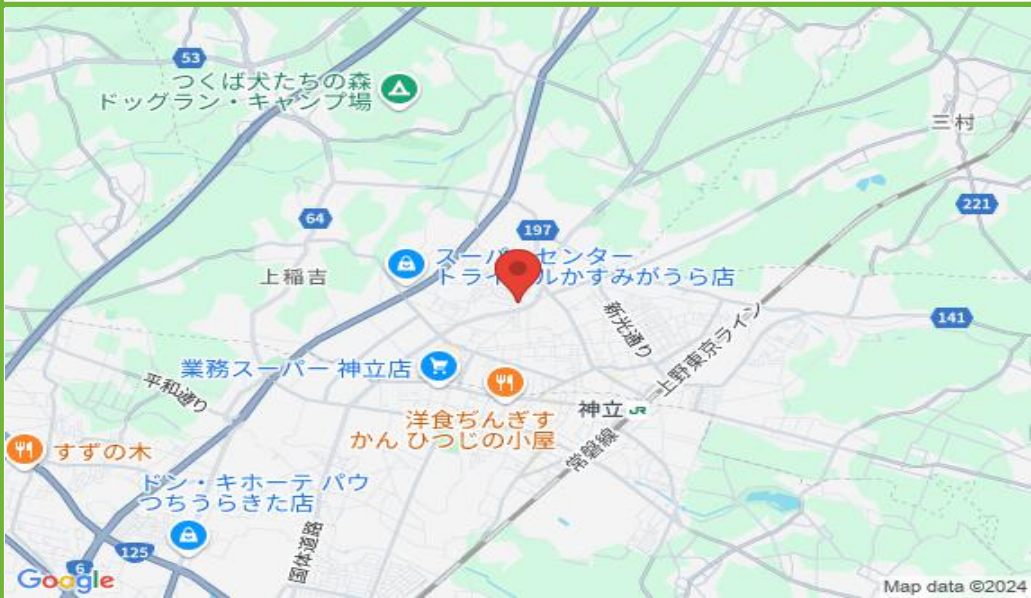 53
つくば犬たちの森
ドッグラン・キャンプ場
三村
64
197
221
上稲吉
スーパーセンター
トライアルかすみがうら店
新光通り
141
上野東京ライン
業務スーパー 神立店
平和通り
洋食ぢんぎす
かん ひつじの小屋
神立 JR
常磐線
すずの木
ドン・キホーテ パウ
つちうらきた店
国体道路
125
6
Google
Map data ©2024